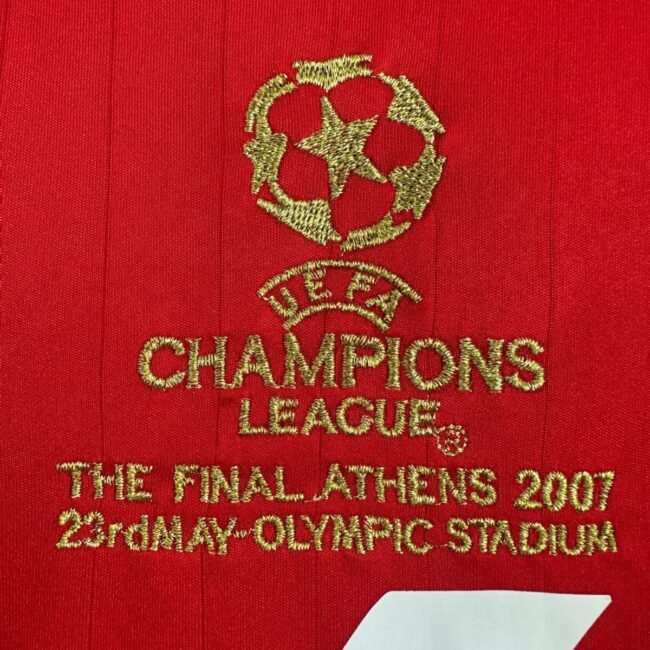 UEFA
CHAMPIONS
LEAGUE®
THE FINAL ATHENS 2007
23rdMAY-OLYMPIC STADIUM